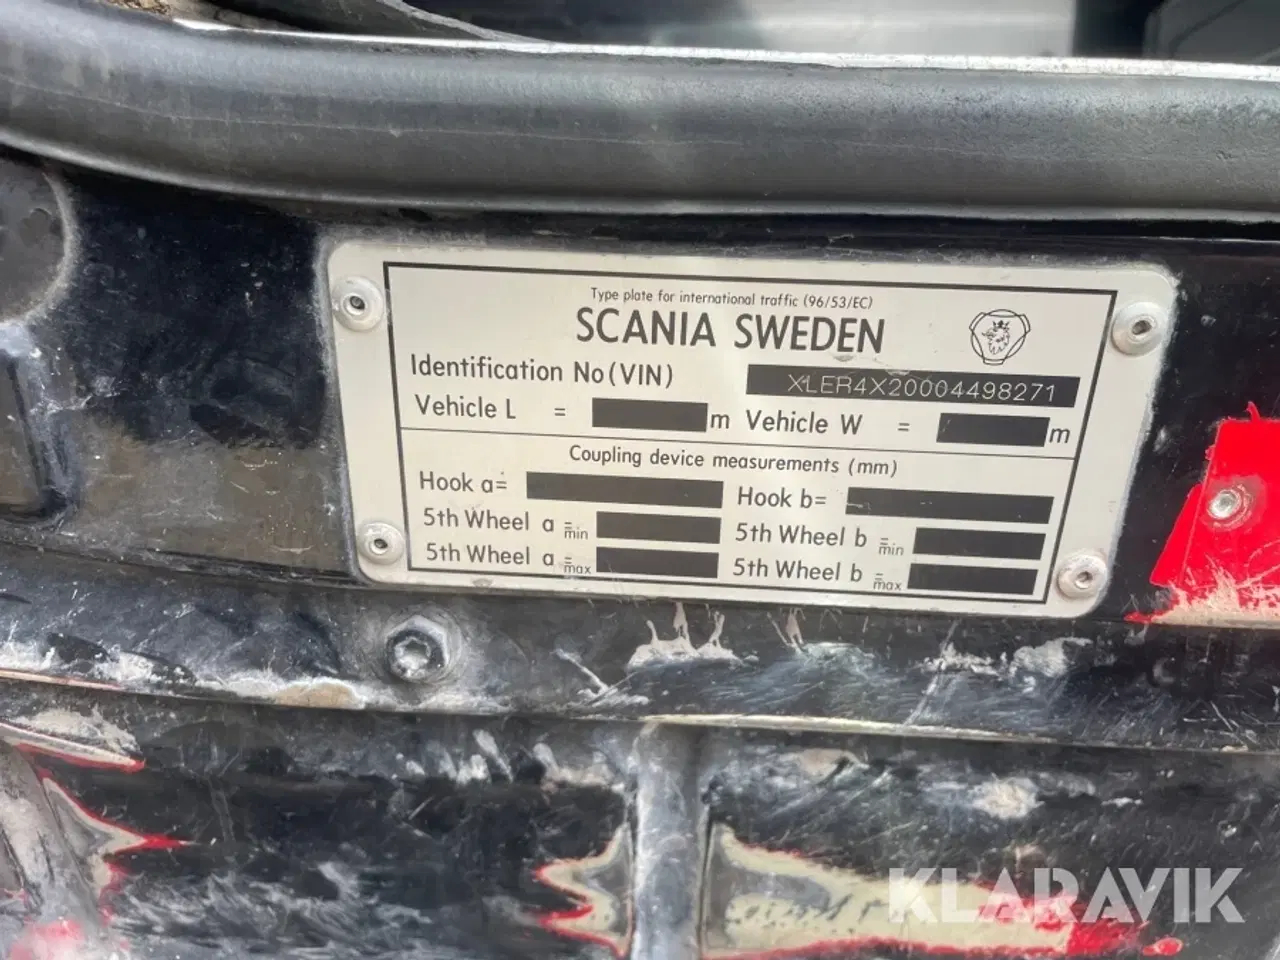 Type plate for international traffic (96/53/EC)
SCANIA SWEDEN
Identification No (VIN) XLER4X20004498271
Vehicle L = m Vehicle W = m
Coupling device measurements (mm)
Hook a= Hook b=
5th Wheel a = min 5th Wheel b = min
5th Wheel a = max 5th Wheel b = max
KLARAVIK